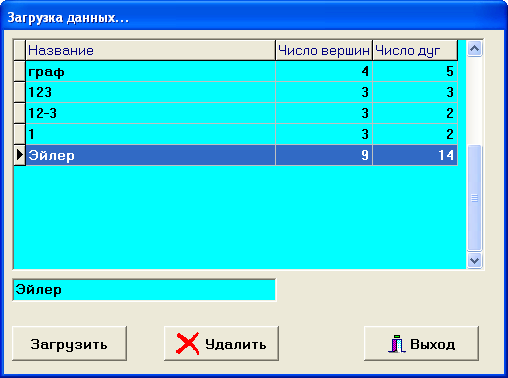 Загрузка данных...
Название Число вершин Число дуг
граф 4 5
123 3 3
12-3 3 2
1 3 2
Эйлер 9 14
Эйлер
Загрузить Удалить Выход